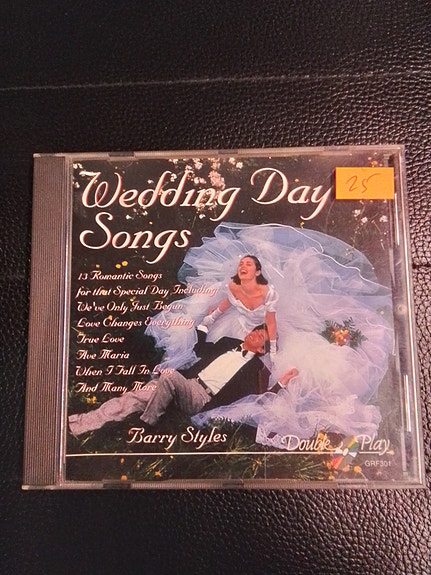 Wedding Day
Songs
25
13 Romantic Songs
for that Special Day Including
We've Only Just Begun
Love Changes Everything
True Love
Ave Maria
When I Fall In Love
And Many More
Barry Styles
Double Play
GRF301